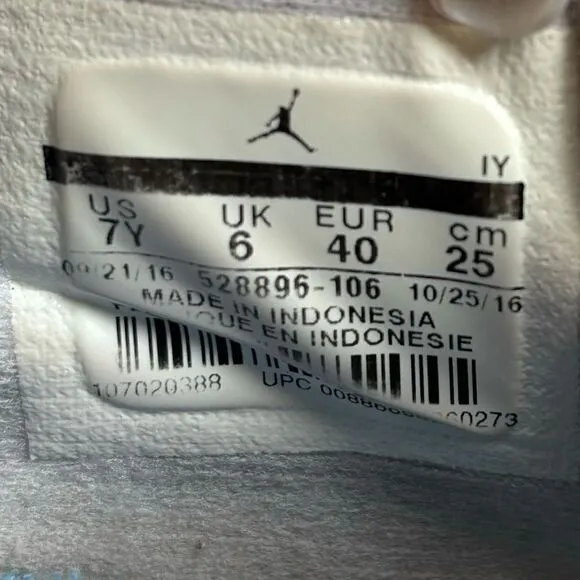 IY
US UK EUR cm
7Y 6 40 25
09/21/16 528896-106 10/25/16
MADE IN INDONESIA
EN INDONESIE
107020388 UPC